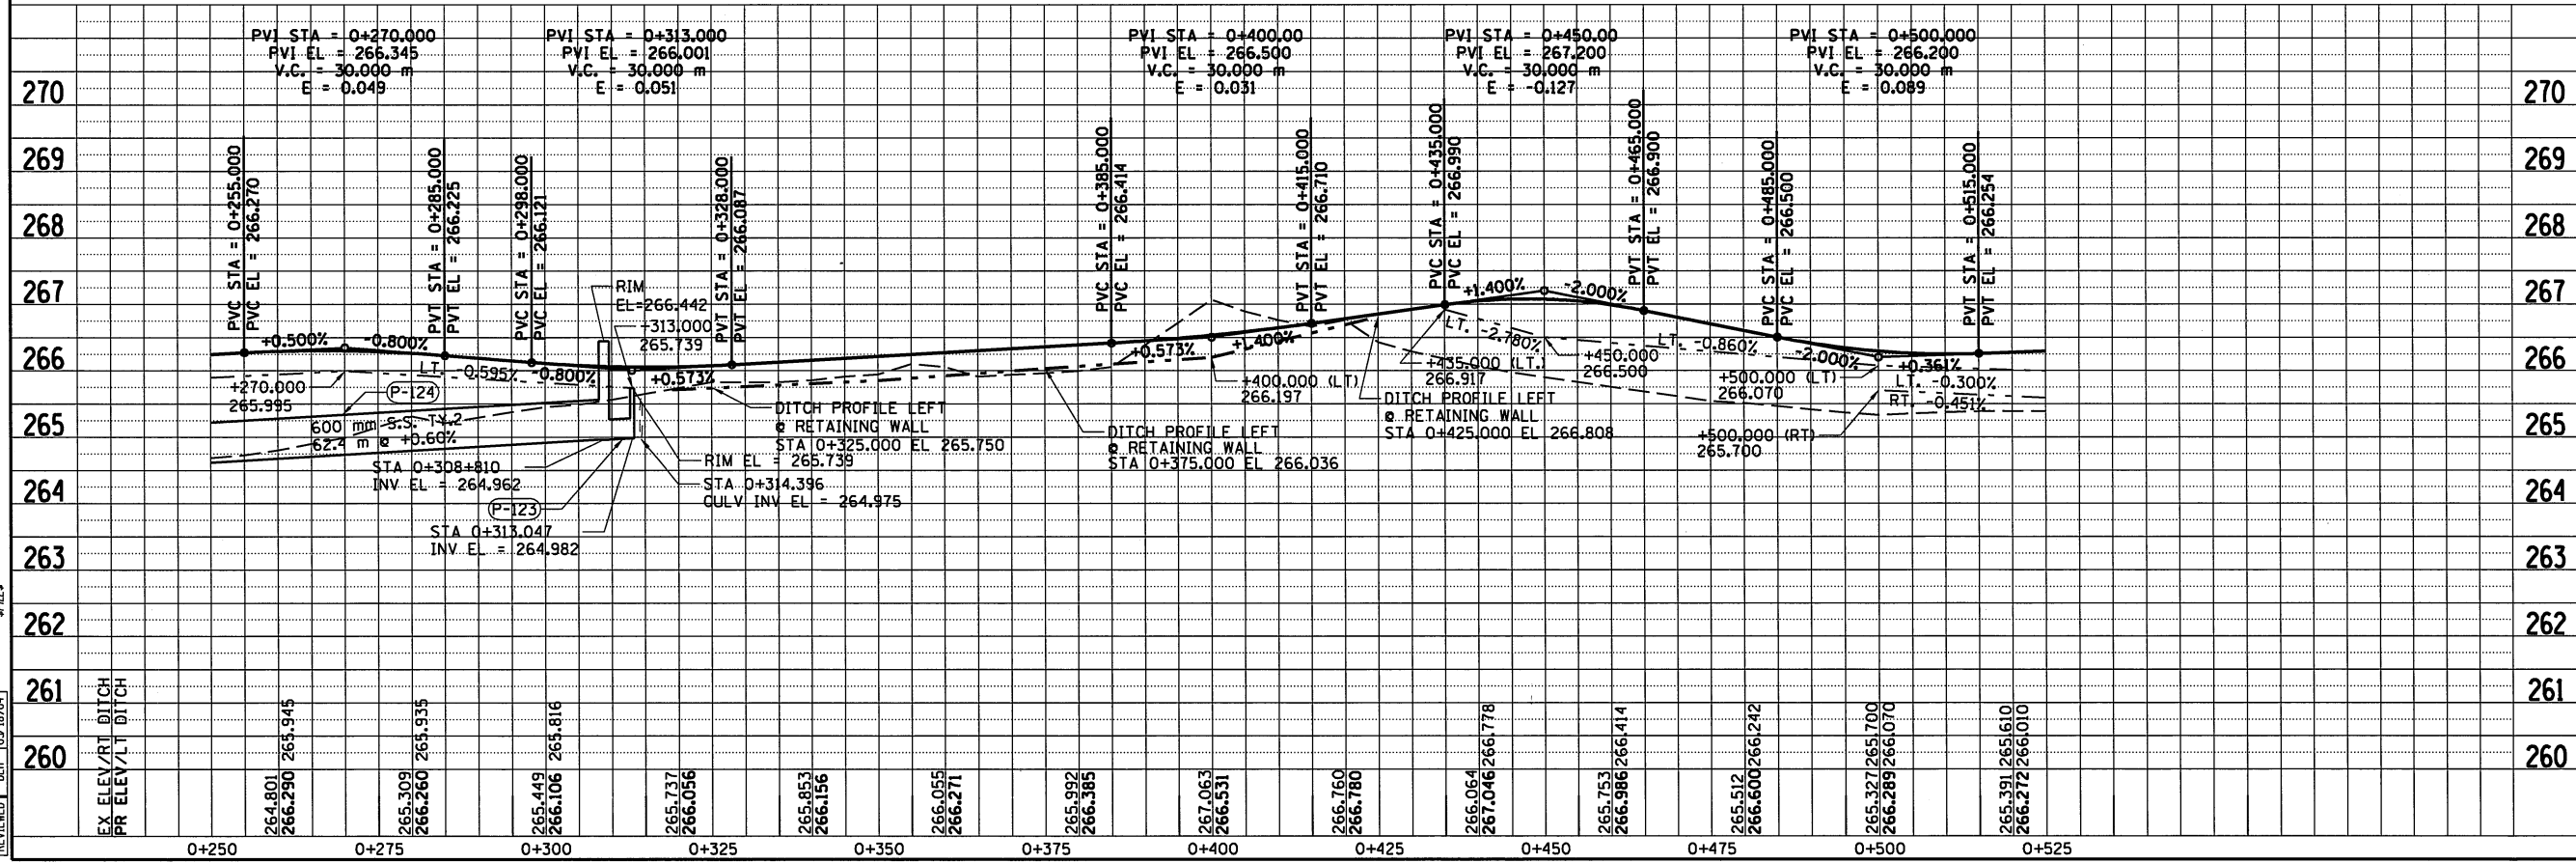 PVI STA = 0+270.000
PVI EL = 266.345
V.C. = 30.000 m
E = 0.049
PVI STA = 0+313.000
PVI EL = 266.001
V.C. = 30.000 m
E = 0.051
PVI STA = 0+400.00
PVI EL = 266.500
V.C. = 30.000 m
E = 0.031
PVI STA = 0+450.00
PVI EL = 267.200
V.C. = 30.000 m
E = -0.127
PVI STA = 0+500.000
PVI EL = 266.200
V.C. = 30.000 m
E = 0.089
270
269
268
267
266
265
264
263
262
261
260
270
269
268
267
266
265
264
263
262
261
260
PVC STA = 0+255.000
PVC EL = 266.270
PVT STA = 0+285.000
PVT EL = 266.225
PVC STA = 0+298.000
PVC EL = 266.121
PVT STA = 0+328.000
PVT EL = 266.087
PVC STA = 0+385.000
PVC EL = 266.414
PVT STA = 0+415.000
PVT EL = 266.710
PVC STA = 0+435.000
PVC EL = 266.990
PVT STA = 0+465.000
PVT EL = 266.900
PVC STA = 0+485.000
PVC EL = 266.500
PVT STA = 0+515.000
PVT EL = 266.254
RIM
EL=266.442
+313.000
265.739
+0.500%
-0.800%
LT. -0.595%
-0.800%
+0.573%
+0.573%
+1.400%
+1.400%
-2.000%
LT. -2.780%
LT. -0.860%
-2.000%
+0.361%
LT. -0.300%
RT. -0.451%
+270.000
265.995
P-124
600 mm S.S. TY.2
62.4 m @ +0.60%
STA 0+308+810
INV EL = 264.962
P-123
STA 0+313.047
INV EL = 264.982
DITCH PROFILE LEFT
@ RETAINING WALL
STA 0+325.000 EL 265.750
RIM EL = 265.739
STA 0+314.396
CULV INV EL = 264.975
DITCH PROFILE LEFT
@ RETAINING WALL
STA 0+375.000 EL 266.036
+400.000 (LT)
266.197
+435.000 (LT.)
266.917
DITCH PROFILE LEFT
@ RETAINING WALL
STA 0+425.000 EL 266.808
+450.000
266.500
+500.000 (LT)
266.070
+500.000 (RT)
265.700
EX ELEV/RT DITCH
PR ELEV/LT DITCH
264.801
266.290 265.945
265.309
266.260 265.935
265.449
266.106 265.816
265.737
266.056
265.853
266.156
266.055
266.271
265.992
266.385
267.063
266.531
266.760
266.780
266.064
267.046 266.778
265.753
266.986 266.414
265.512
266.600 266.242
265.327 265.700
266.289 266.070
265.391 265.610
266.272 266.010
0+250 0+275 0+300 0+325 0+350 0+375 0+400 0+425 0+450 0+475 0+500 0+525